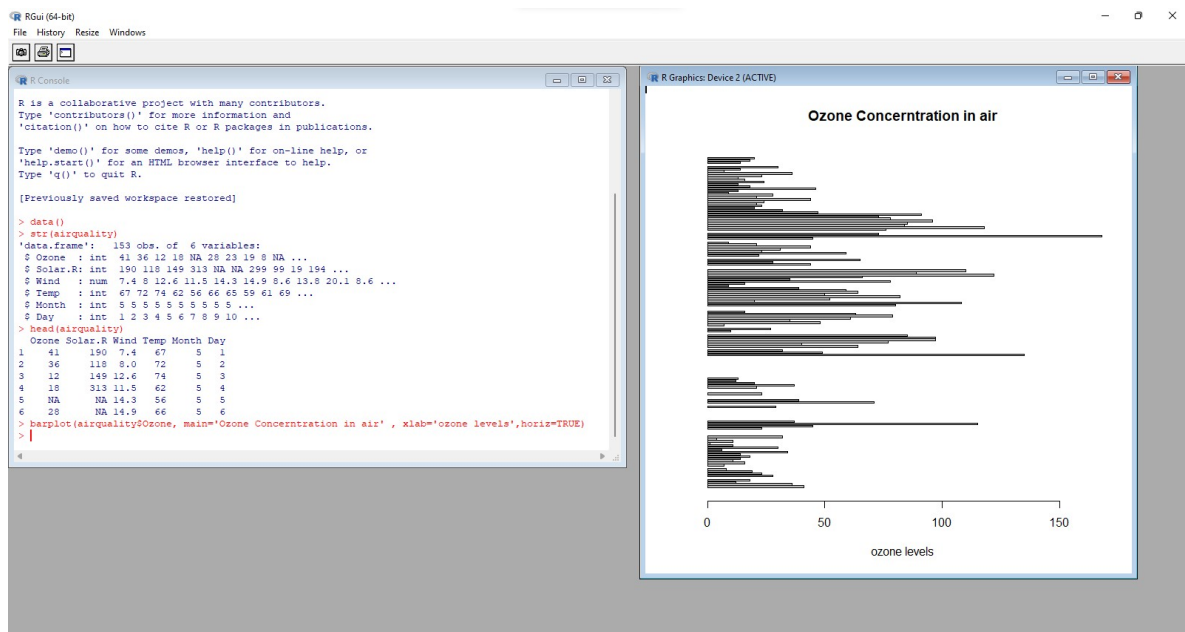 RGui (64-bit)
File History Resize Windows
R Console
R is a collaborative project with many contributors.
Type 'contributors()' for more information and
'citation()' on how to cite R or R packages in publications.
Type 'demo()' for some demos, 'help()' for on-line help, or
'help.start()' for an HTML browser interface to help.
Type 'q()' to quit R.
[Previously saved workspace restored]
> data()
> str(airquality)
'data.frame':   153 obs. of  6 variables:
 $ Ozone  : int  41 36 12 18 NA 28 23 19 8 NA ...
 $ Solar.R: int  190 118 149 313 NA NA 299 99 19 194 ...
 $ Wind   : num  7.4 8 12.6 11.5 14.3 14.9 8.6 13.8 20.1 8.6 ...
 $ Temp   : int  67 72 74 62 56 66 65 59 61 69 ...
 $ Month  : int  5 5 5 5 5 5 5 5 5 5 ...
 $ Day    : int  1 2 3 4 5 6 7 8 9 10 ...
> head(airquality)
  Ozone Solar.R Wind Temp Month Day
1    41     190  7.4   67     5   1
2    36     118  8.0   72     5   2
3    12     149 12.6   74     5   3
4    18     313 11.5   62     5   4
5    NA      NA 14.3   56     5   5
6    28      NA 14.9   66     5   6
> barplot(airquality$Ozone, main='Ozone Concerntration in air' , xlab='ozone levels',horiz=TRUE)
>
R Graphics: Device 2 (ACTIVE)
Ozone Concerntration in air
0 50 100 150
ozone levels